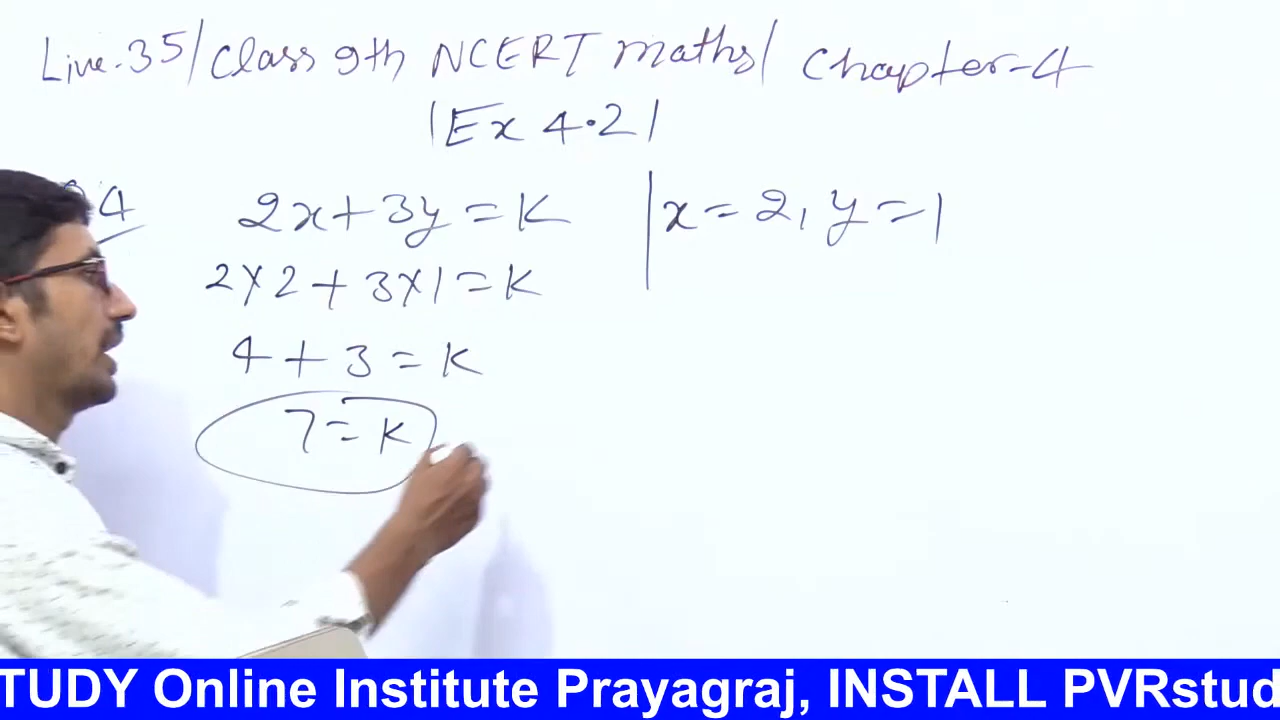 Live-35/Class 9th NCERT maths/ Chapter-4
|Ex 4.2|
4
2x+3y=K |x=2, y=1
2×2+3×1=K
4+3=K
7=K
TUDY Online Institute Prayagraj, INSTALL PVRstud